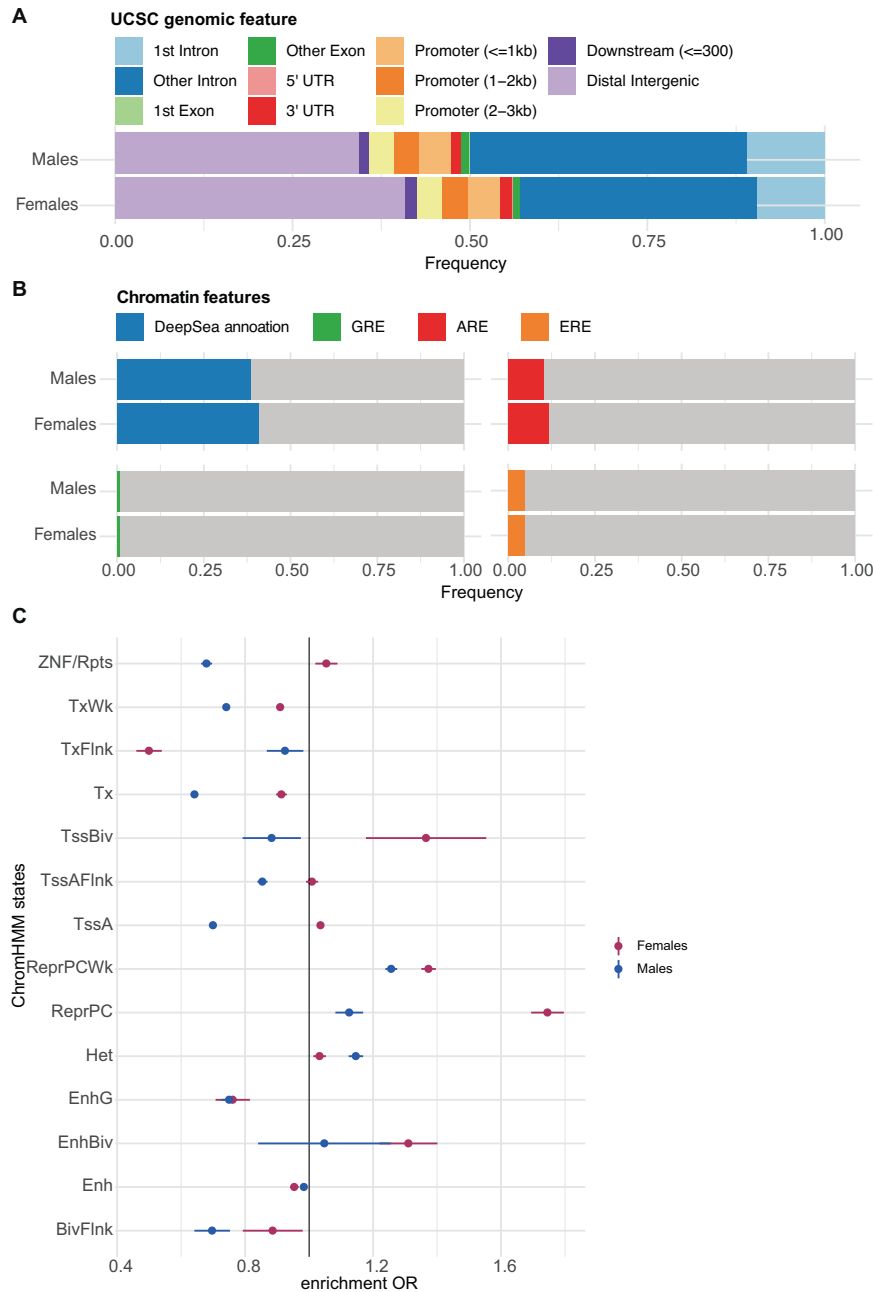 A
UCSC genomic feature
1st Intron
Other Exon
Promoter (<=1kb)
Downstream (<=300)
Other Intron
5' UTR
Promoter (1−2kb)
Distal Intergenic
1st Exon
3' UTR
Promoter (2−3kb)
Males
Females
0.00 0.25 0.50 0.75 1.00
Frequency
B
Chromatin features
DeepSea annoation
GRE
ARE
ERE
Males
Females
Males
Females
0.00 0.25 0.50 0.75 1.00
0.00 0.25 0.50 0.75 1.00
Frequency
C
ChromHMM states
ZNF/Rpts
TxWk
TxFlnk
Tx
TssBiv
TssAFlnk
TssA
ReprPCWk
ReprPC
Het
EnhG
EnhBiv
Enh
BivFlnk
Females
Males
0.4 0.8 1.2 1.6
enrichment OR